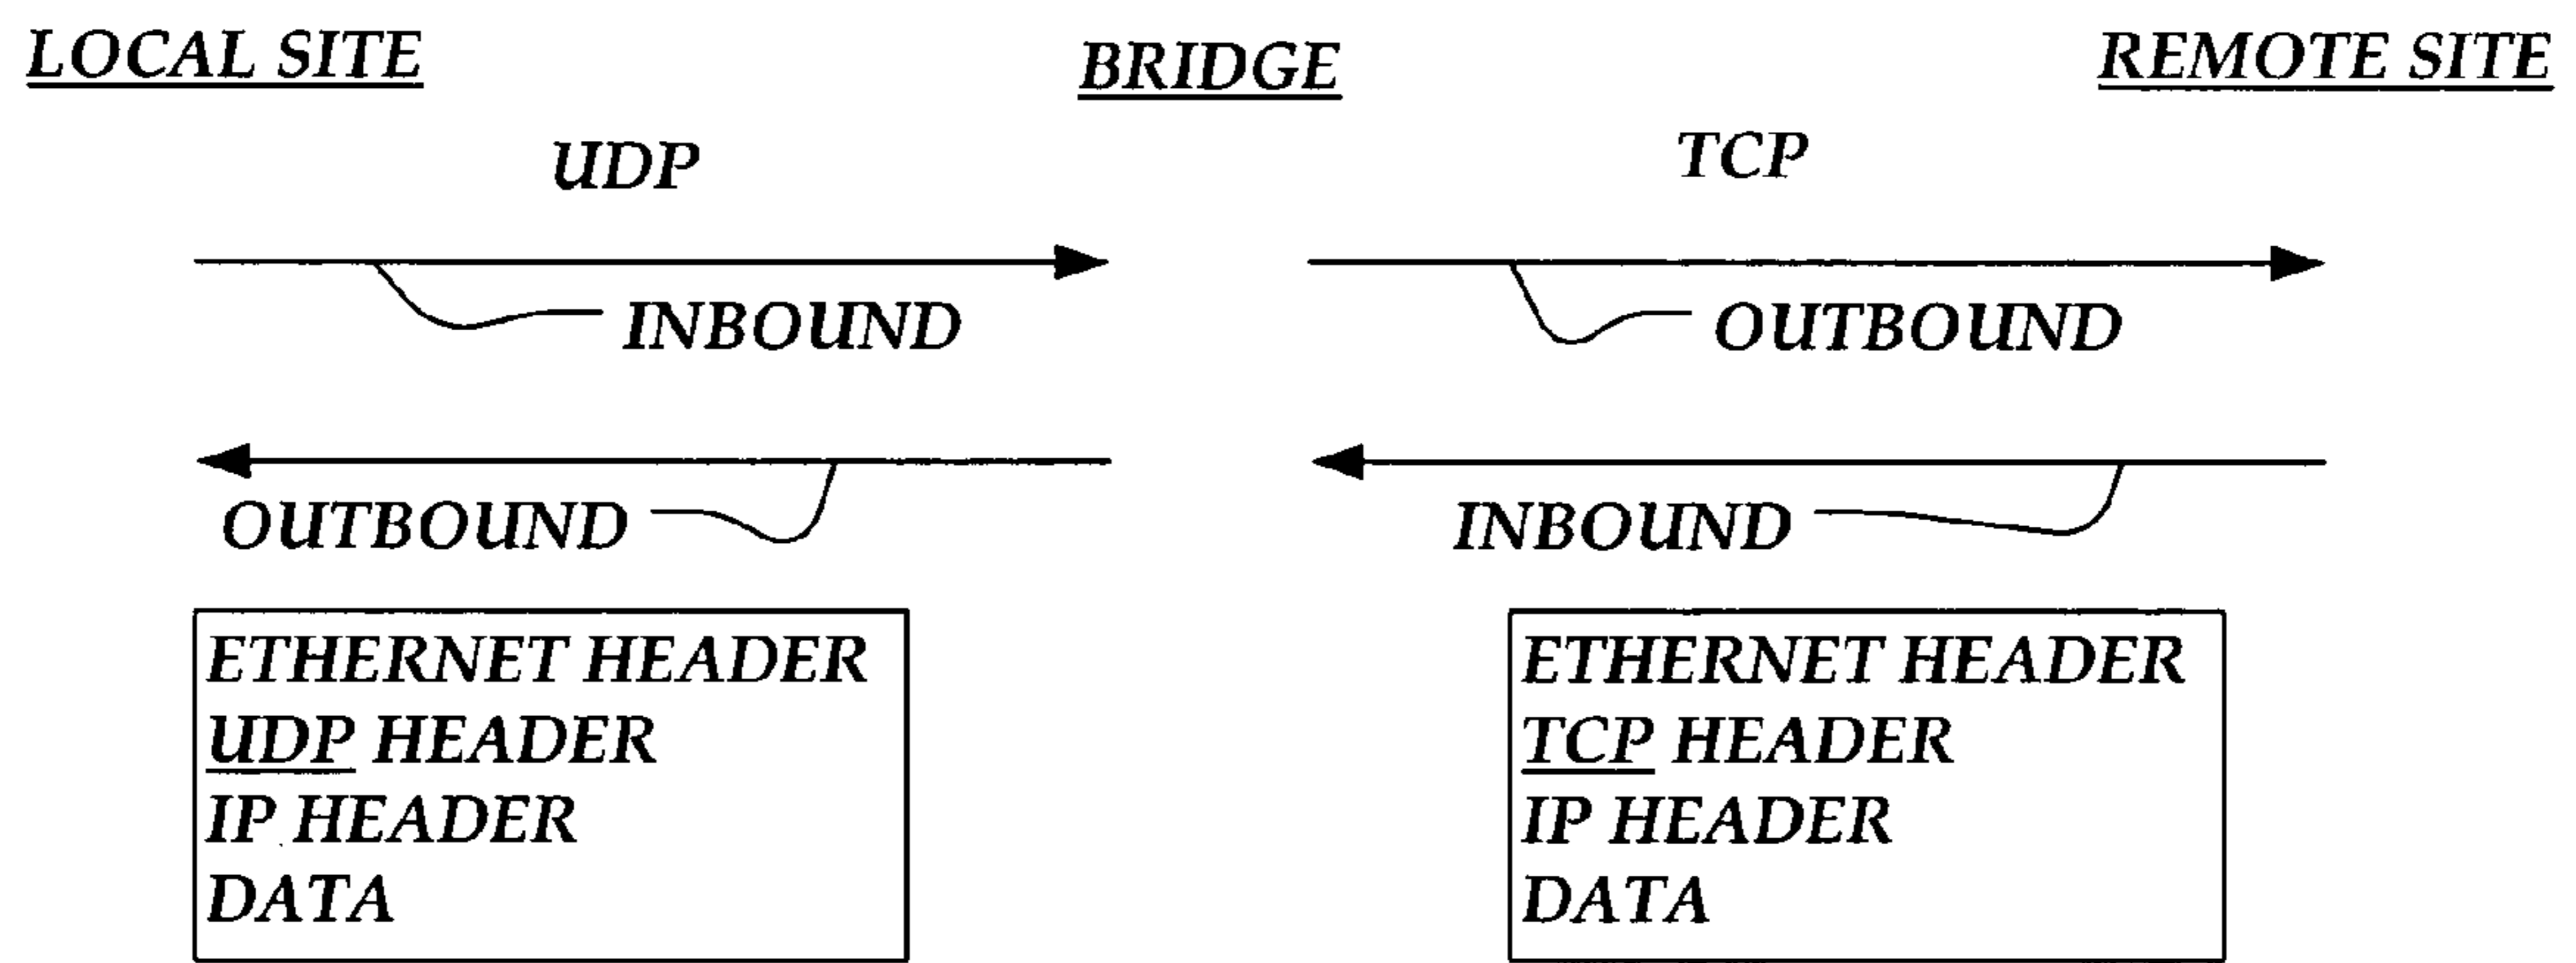 LOCAL SITE
BRIDGE
REMOTE SITE
UDP
TCP
INBOUND
OUTBOUND
OUTBOUND
INBOUND
ETHERNET HEADER
UDP HEADER
IP HEADER
DATA
ETHERNET HEADER
TCP HEADER
IP HEADER
DATA